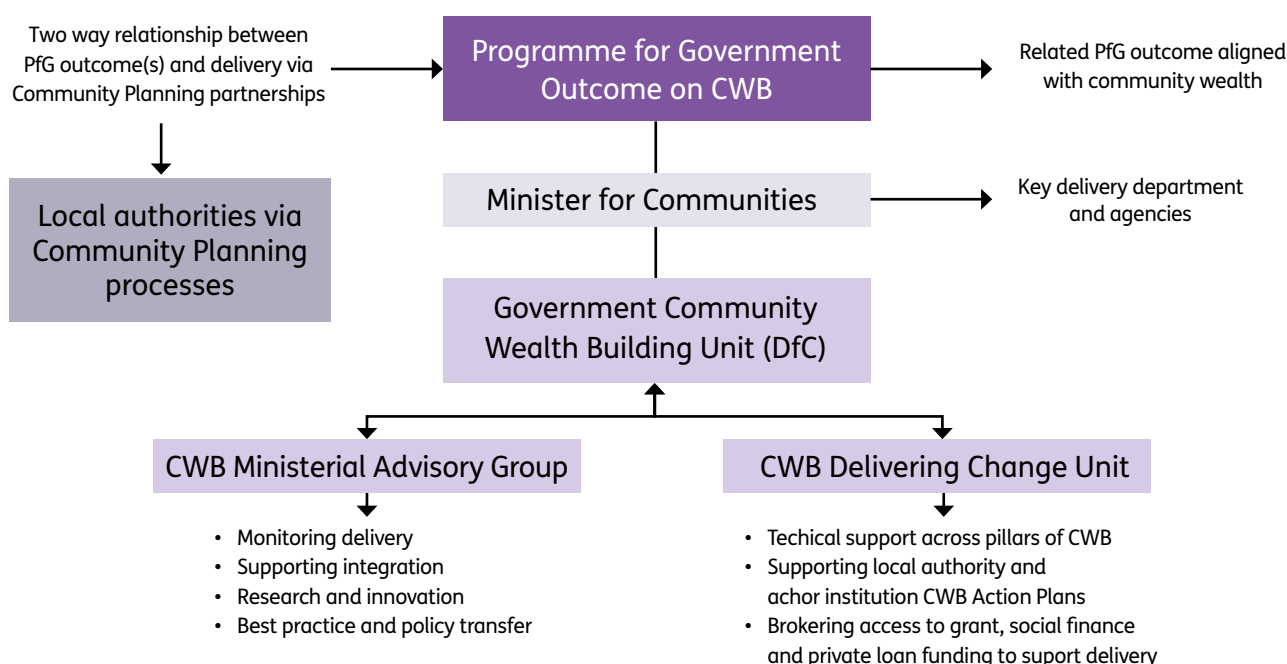 Two way relationship between
PfG outcome(s) and delivery via
Community Planning partnerships
Programme for Government
Outcome on CWB
Related PfG outcome aligned
with community wealth
Local authorities via
Community Planning
processes
Minister for Communities
Key delivery department
and agencies
Government Community
Wealth Building Unit (DfC)
CWB Ministerial Advisory Group
• Monitoring delivery
• Supporting integration
• Research and innovation
• Best practice and policy transfer
CWB Delivering Change Unit
• Techical support across pillars of CWB
• Supporting local authority and
achor institution CWB Action Plans
• Brokering access to grant, social finance
and private loan funding to suport delivery